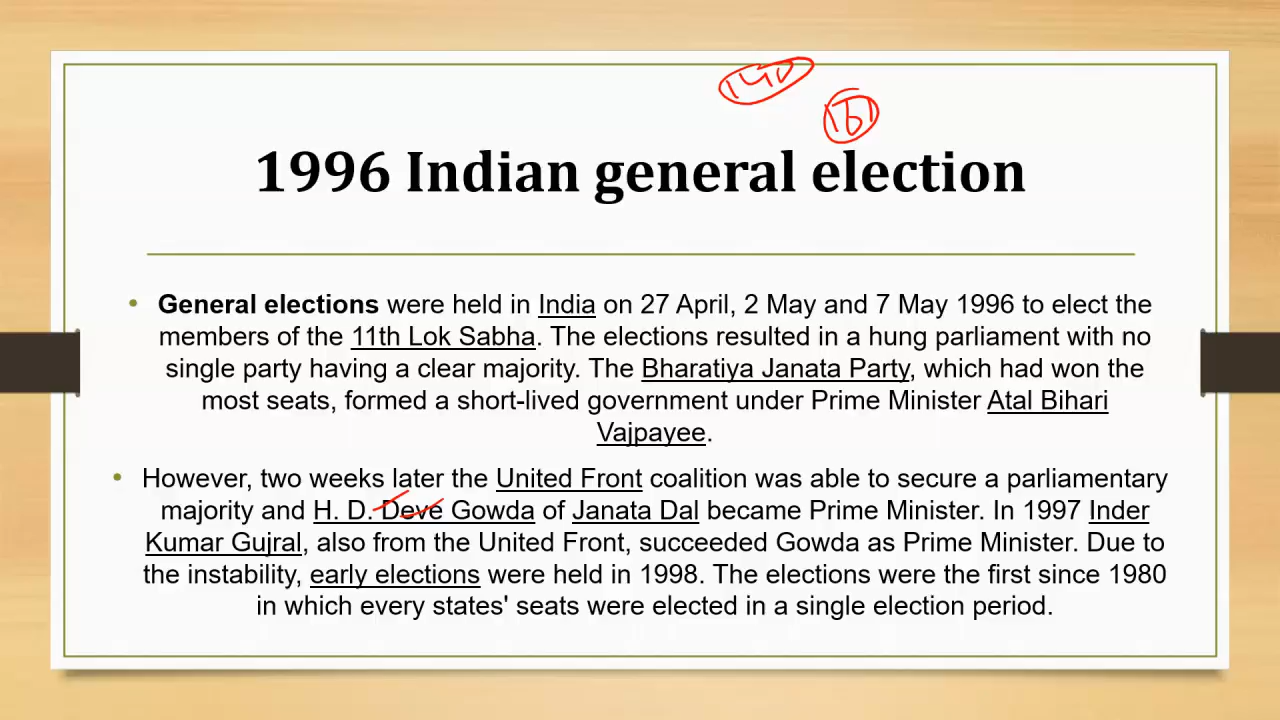 140
161
1996 Indian general election
• General elections were held in India on 27 April, 2 May and 7 May 1996 to elect the
members of the 11th Lok Sabha. The elections resulted in a hung parliament with no
single party having a clear majority. The Bharatiya Janata Party, which had won the
most seats, formed a short-lived government under Prime Minister Atal Bihari
Vajpayee.
• However, two weeks later the United Front coalition was able to secure a parliamentary
majority and H. D. Deve Gowda of Janata Dal became Prime Minister. In 1997 Inder
Kumar Gujral, also from the United Front, succeeded Gowda as Prime Minister. Due to
the instability, early elections were held in 1998. The elections were the first since 1980
in which every states' seats were elected in a single election period.